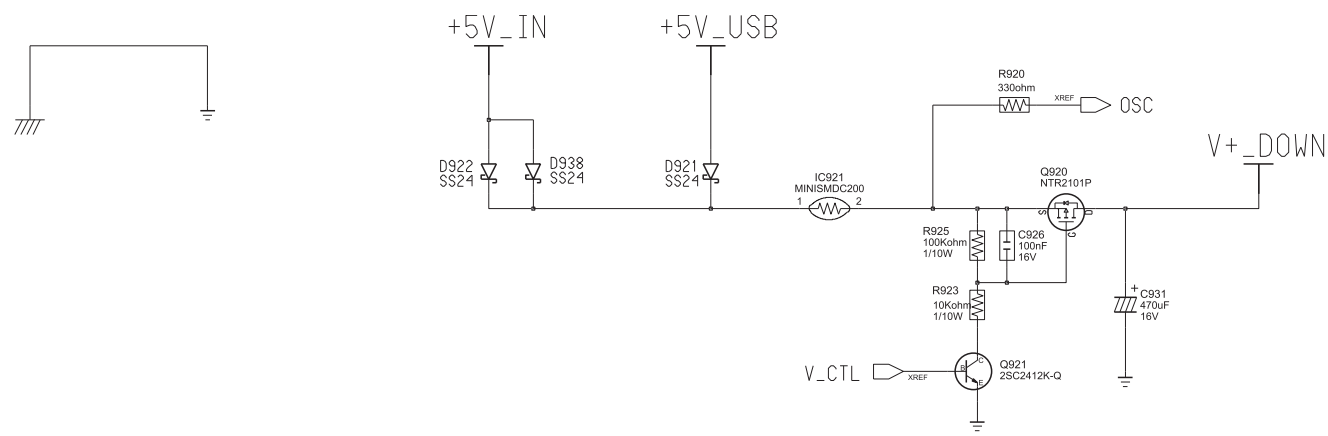 +5V_IN
+5V_USB
R920
330ohm
XREF
OSC
V+_DOWN
D922
SS24
D938
SS24
D921
SS24
IC921
MINISMDC200
1
2
Q920
NTR2101P
S
D
G
R925
100Kohm
1/10W
C926
100nF
16V
R923
10Kohm
1/10W
+
C931
470uF
16V
V_CTL
XREF
B
C
E
Q921
2SC2412K-Q